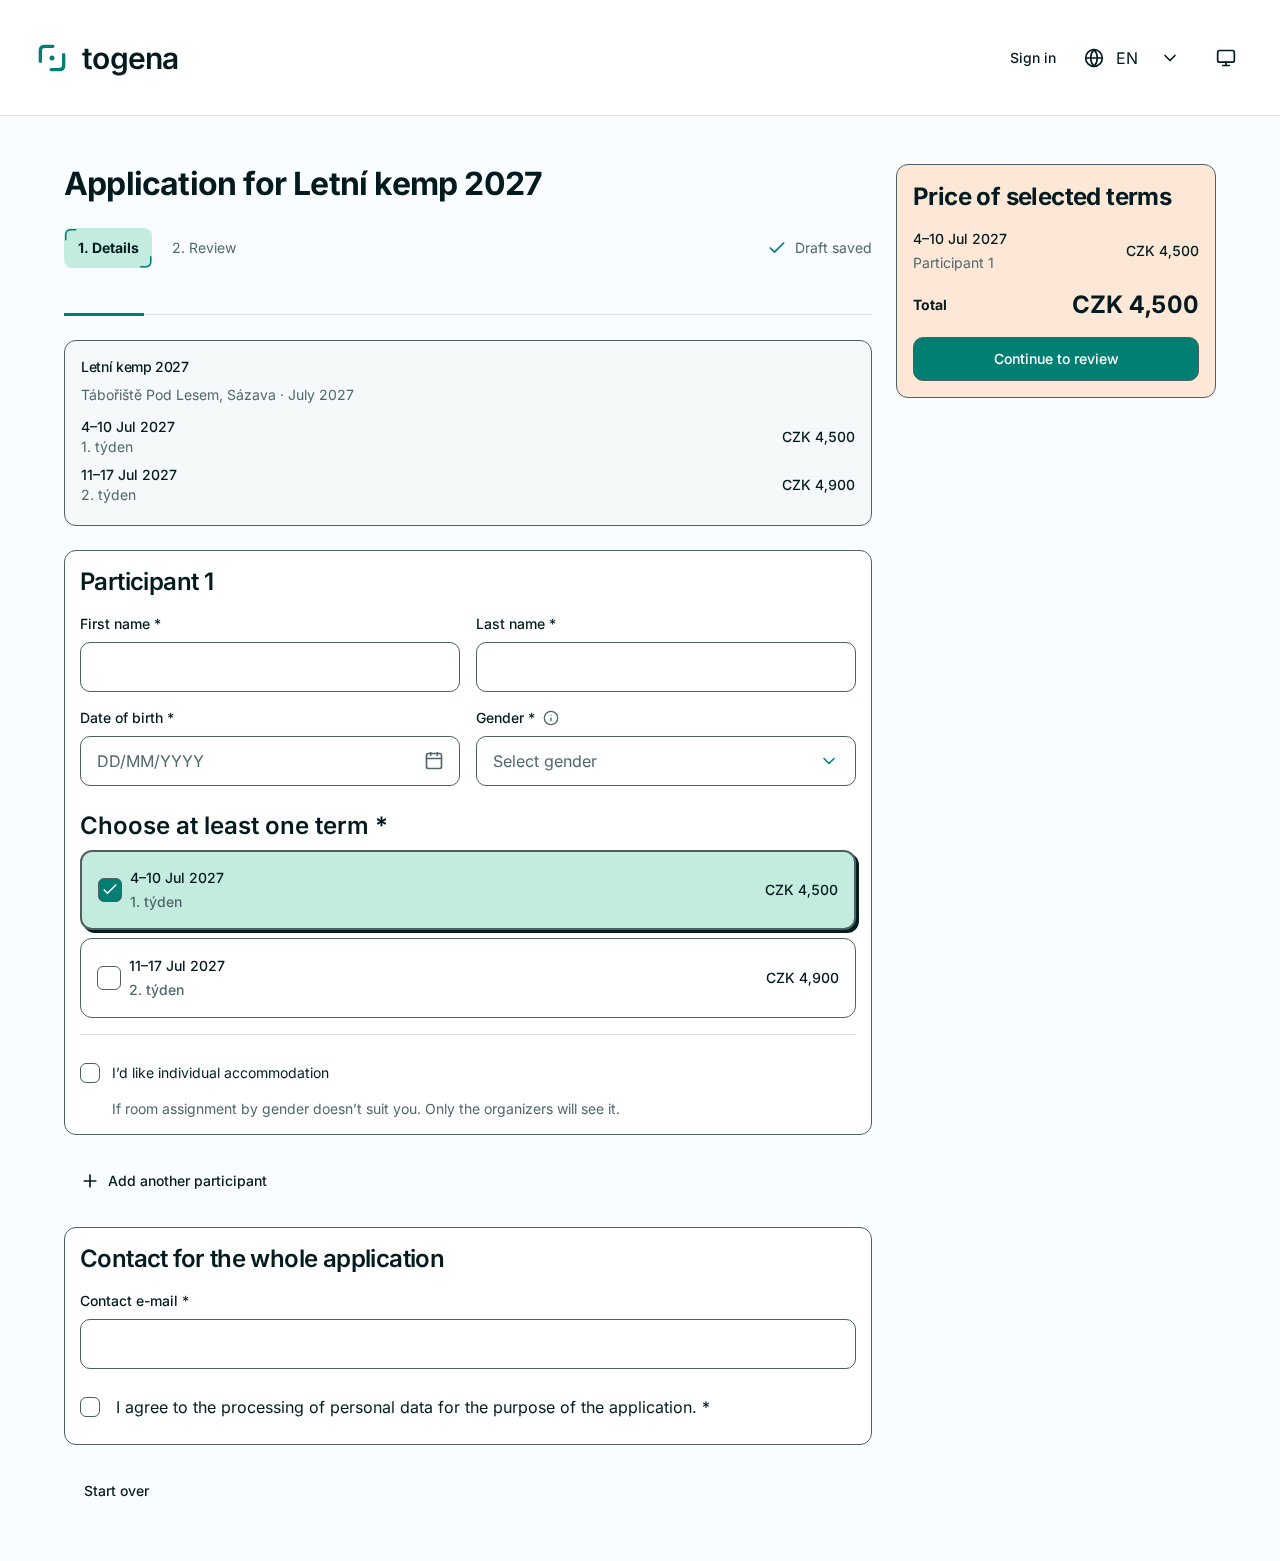 togena
Sign in
EN
Application for Letní kemp 2027
1. Details
2. Review
Draft saved
Letní kemp 2027
Tábořiště Pod Lesem, Sázava · July 2027
4–10 Jul 2027
1. týden
CZK 4,500
11–17 Jul 2027
2. týden
CZK 4,900
Participant 1
First name *
Last name *
Date of birth *
Gender *
DD/MM/YYYY
Select gender
Choose at least one term *
4–10 Jul 2027
1. týden
CZK 4,500
11–17 Jul 2027
2. týden
CZK 4,900
I’d like individual accommodation
If room assignment by gender doesn’t suit you. Only the organizers will see it.
Add another participant
Contact for the whole application
Contact e-mail *
I agree to the processing of personal data for the purpose of the application. *
Start over
Price of selected terms
4–10 Jul 2027
Participant 1
CZK 4,500
Total
CZK 4,500
Continue to review